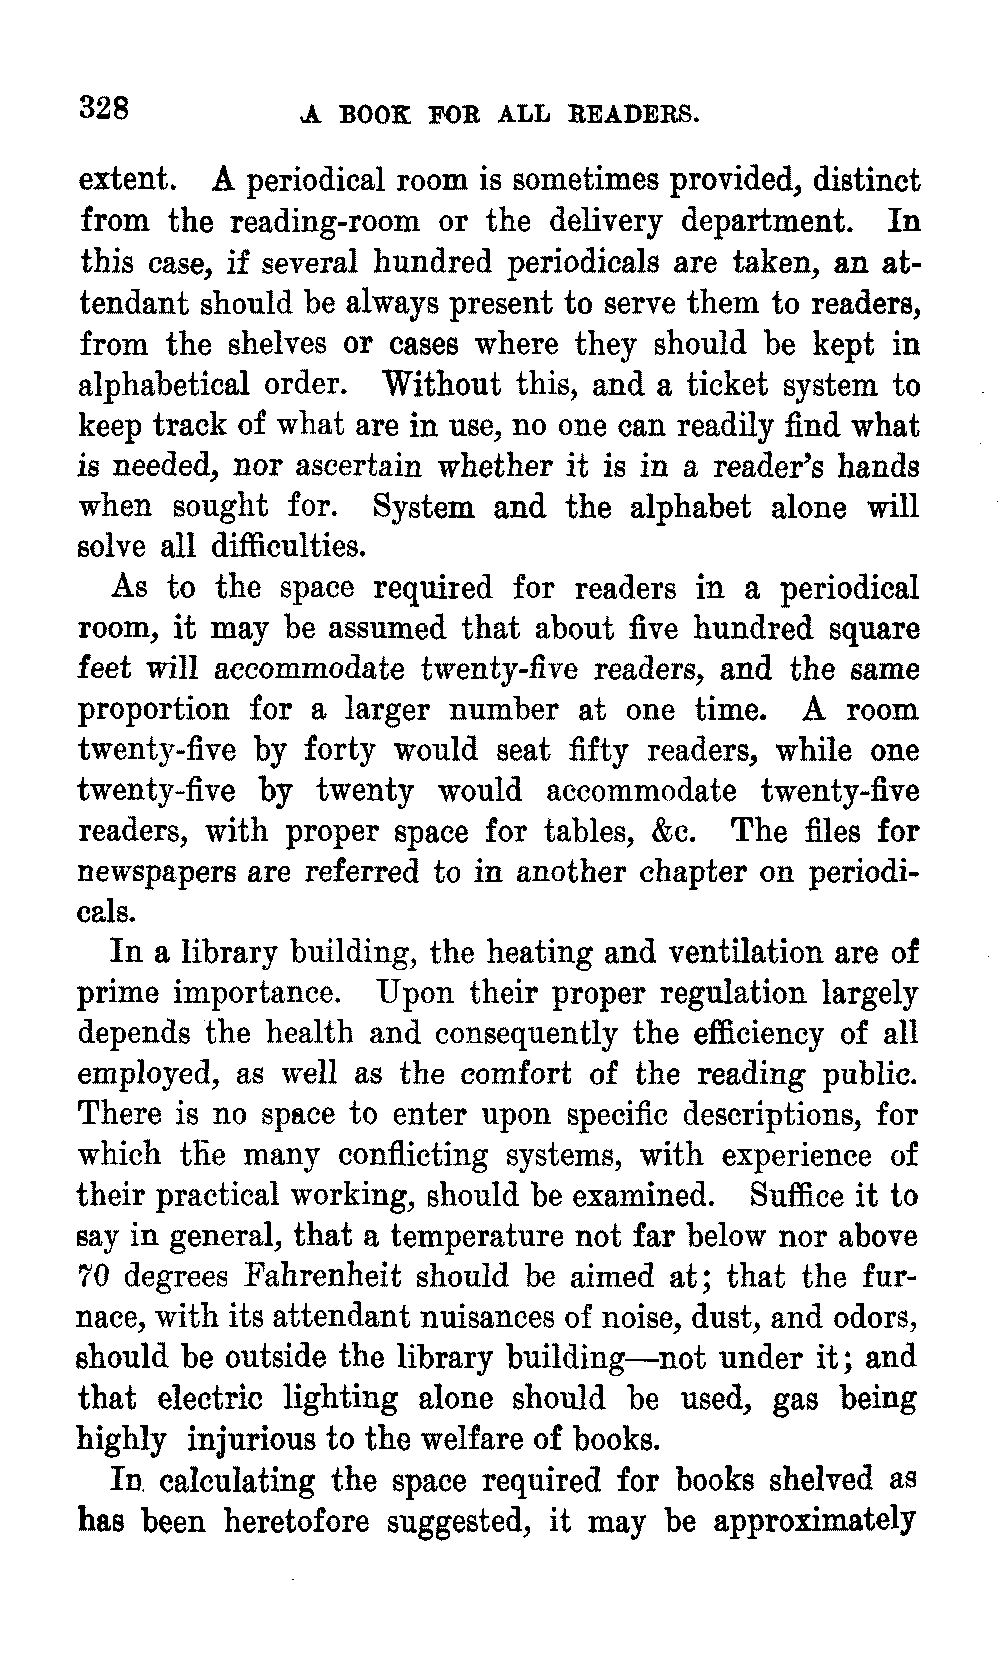 328 A BOOK FOR ALL READERS.
extent. A periodical room is sometimes provided, distinct
from the reading-room or the delivery department. In
this case, if several hundred periodicals are taken, an at-
tendant should be always present to serve them to readers,
from the shelves or cases where they should be kept in
alphabetical order. Without this, and a ticket system to
keep track of what are in use, no one can readily find what
is needed, nor ascertain whether it is in a reader's hands
when sought for. System and the alphabet alone will
solve all difficulties.
As to the space required for readers in a periodical
room, it may be assumed that about five hundred square
feet will accommodate twenty-five readers, and the same
proportion for a larger number at one time. A room
twenty-five by forty would seat fifty readers, while one
twenty-five by twenty would accommodate twenty-five
readers, with proper space for tables, &c. The files for
newspapers are referred to in another chapter on periodi-
cals.
In a library building, the heating and ventilation are of
prime importance. Upon their proper regulation largely
depends the health and consequently the efficiency of all
employed, as well as the comfort of the reading public.
There is no space to enter upon specific descriptions, for
which the many conflicting systems, with experience of
their practical working, should be examined. Suffice it to
say in general, that a temperature not far below nor above
70 degrees Fahrenheit should be aimed at; that the fur-
nace, with its attendant nuisances of noise, dust, and odors,
should be outside the library building—not under it; and
that electric lighting alone should be used, gas being
highly injurious to the welfare of books.
In calculating the space required for books shelved as
has been heretofore suggested, it may be approximately